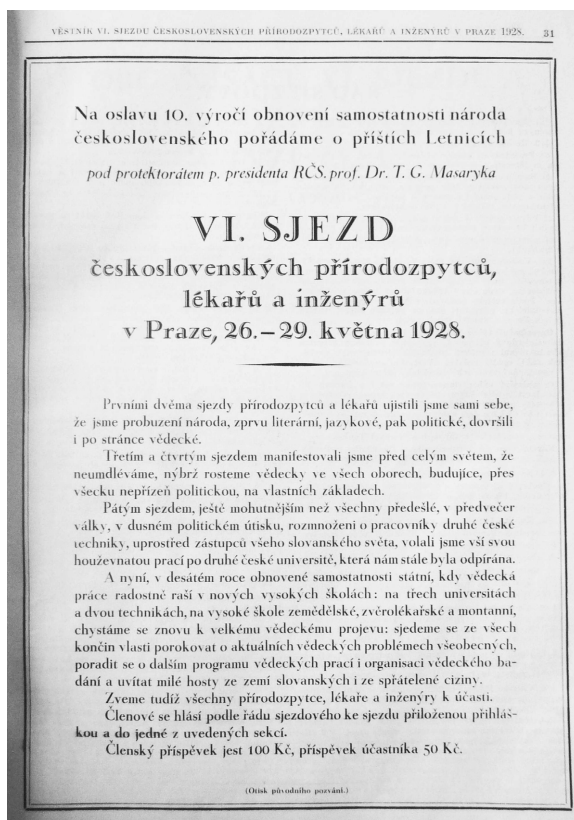 VĚSTNÍK VI. SJEZDU ČESKOSLOVENSKÝCH PŘÍRODOZPYTCŮ, LÉKAŘŮ A INŽENÝRŮ V PRAZE 1928. 31
Na oslavu 10. výročí obnovení samostatnosti národa
československého pořádáme o příštích Letnicích
pod protektorátem p. presidenta RČS. prof. Dr. T. G. Masaryka
VI. SJEZD
československých přírodozpytců,
lékařů a inženýrů
v Praze, 26.–29. května 1928.
Prvními dvěma sjezdy přírodozpytců a lékařů ujistili jsme sami sebe,
že jsme probuzení národa, zprvu literární, jazykové, pak politické, dovršili
i po stránce vědecké.
Třetím a čtvrtým sjezdem manifestovali jsme před celým světem, že
neumdléváme, nýbrž rosteme vědecky ve všech oborech, budujíce, přes
všecku nepřízeň politickou, na vlastních základech.
Pátým sjezdem, ještě mohutnějším než všechny předešlé, v předvečer
války, v dusném politickém útisku, rozmnoženi o pracovníky druhé české
techniky, uprostřed zástupců všeho slovanského světa, volali jsme vší svou
houževnatou prací po druhé české universitě, která nám stále byla odpírána.
A nyní, v desátém roce obnovené samostatnosti státní, kdy vědecká
práce radostně raší v nových vysokých školách: na třech universitách
a dvou technikách, na vysoké škole zemědělské, zvěrolékařské a montanní,
chystáme se znovu k velkému vědeckému projevu: sjedeme se ze všech
končin vlasti porokovat o aktuálních vědeckých problémech všeobecných,
poradit se o dalším programu vědeckých prací i organisaci vědeckého ba-
dání a uvítat milé hosty ze zemí slovanských i ze spřátelené ciziny.
Zveme tudíž všechny přírodozpytce, lékaře a inženýry k účasti.
Členové se hlásí podle řádu sjezdového ke sjezdu přiloženou přihláš-
kou a do jedné z uvedených sekcí.
Členský příspěvek jest 100 Kč, příspěvek účastníka 50 Kč.
(Otisk původního pozvání.)